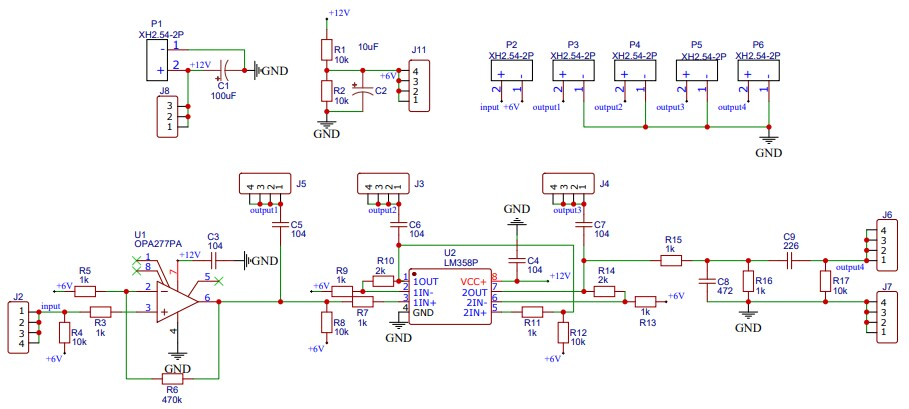 P1
XH2.54-2P
- 1
+ 2
+12V
C1
100uF
GND
J8
3
2
1
+12V
R1
10k
10uF
J11
+6V
4
3
2
1
R2
10k
C2
GND
P2
XH2.54-2P
P3
XH2.54-2P
P4
XH2.54-2P
P5
XH2.54-2P
P6
XH2.54-2P
+ -
+ -
+ -
+ -
+ -
2 1
2 1
2 1
2 1
2 1
input +6V output1 output2 output3 output4
GND
J5
4 3 2 1
output1
C5
104
J3
4 3 2 1
output2
C6
104
J4
4 3 2 1
output3
C7
104
GND
C4
104
+12V
U1
OPA277PA
1
8
7
5
2
3
6
4
+12V
C3
104
GND
GND
R5
1k
+6V
J2
1
2
3
4
input
R4
10k
+6V
R3
1k
R6
470k
R9
1k
+6V
R10
2k
R7
1k
R8
10k
+6V
U2
LM358P
1 1OUT VCC+ 8
2 1IN- 2OUT 7
3 1IN+ 2IN- 6
4 GND 2IN+ 5
GND
R11
1k
R12
10k
+6V
R14
2k
R13
1k
+6V
R15
1k
C8
472
R16
1k
GND
C9
226
R17
10k
output4
J6
4
3
2
1
J7
1
2
3
4